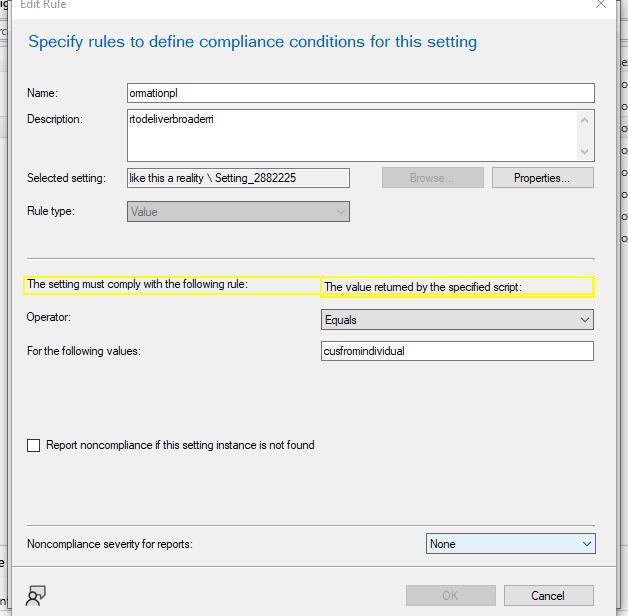 Edit Rule
Specify rules to define compliance conditions for this setting
Name:
ormationpl
Description:
rtodeliverbroaderri
Selected setting:
like this a reality \ Setting_2882225
Browse...
Properties...
Rule type:
Value
The setting must comply with the following rule:
The value returned by the specified script:
Operator:
Equals
For the following values:
cusfromindividual
Report noncompliance if this setting instance is not found
Noncompliance severity for reports:
None
OK
Cancel